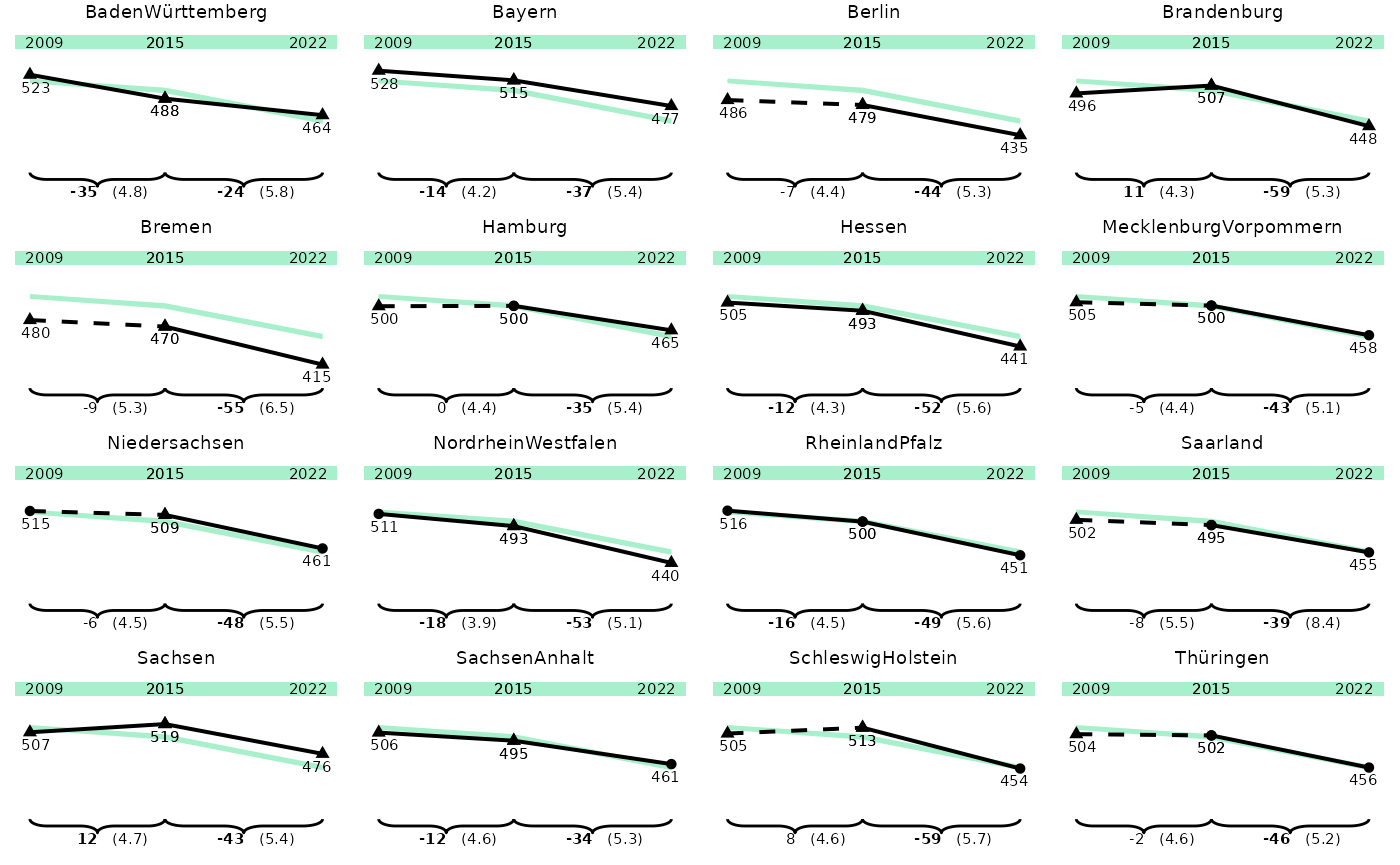 BadenWürttemberg Bayern Berlin Brandenburg
2009 2015 2022 2009 2015 2022 2009 2015 2022 2009 2015 2022
523 488 464 528 515 477 486 479 435 496 507 448
-35 (4.8) -24 (5.8) -14 (4.2) -37 (5.4) -7 (4.4) -44 (5.3) 11 (4.3) -59 (5.3)
Bremen Hamburg Hessen MecklenburgVorpommern
2009 2015 2022 2009 2015 2022 2009 2015 2022 2009 2015 2022
480 470 415 500 500 465 505 493 441 505 500 458
-9 (5.3) -55 (6.5) 0 (4.4) -35 (5.4) -12 (4.3) -52 (5.6) -5 (4.4) -43 (5.1)
Niedersachsen NordrheinWestfalen RheinlandPfalz Saarland
2009 2015 2022 2009 2015 2022 2009 2015 2022 2009 2015 2022
515 509 461 511 493 440 516 500 451 502 495 455
-6 (4.5) -48 (5.5) -18 (3.9) -53 (5.1) -16 (4.5) -49 (5.6) -8 (5.5) -39 (8.4)
Sachsen SachsenAnhalt SchleswigHolstein Thüringen
2009 2015 2022 2009 2015 2022 2009 2015 2022 2009 2015 2022
507 519 476 506 495 461 505 513 454 504 502 456
12 (4.7) -43 (5.4) -12 (4.6) -34 (5.3) 8 (4.6) -59 (5.7) -2 (4.6) -46 (5.2)